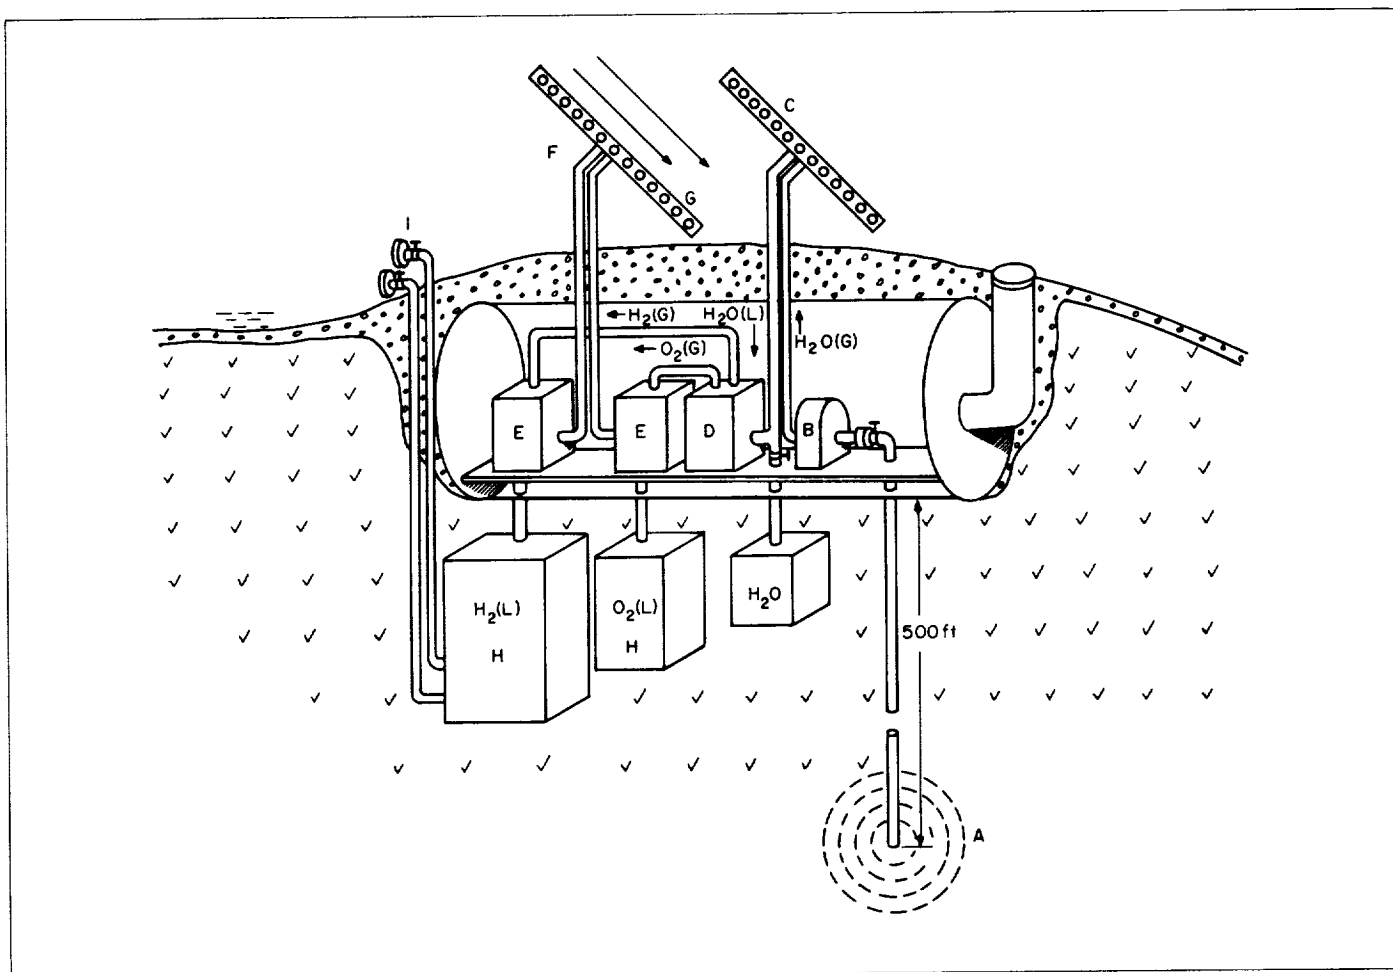 C
F
G
I
H₂(G)
H₂O(L)
O₂(G)
H₂O(G)
E
E
D
B
H₂(L)
H
O₂(L)
H
H₂O
500 ft
A